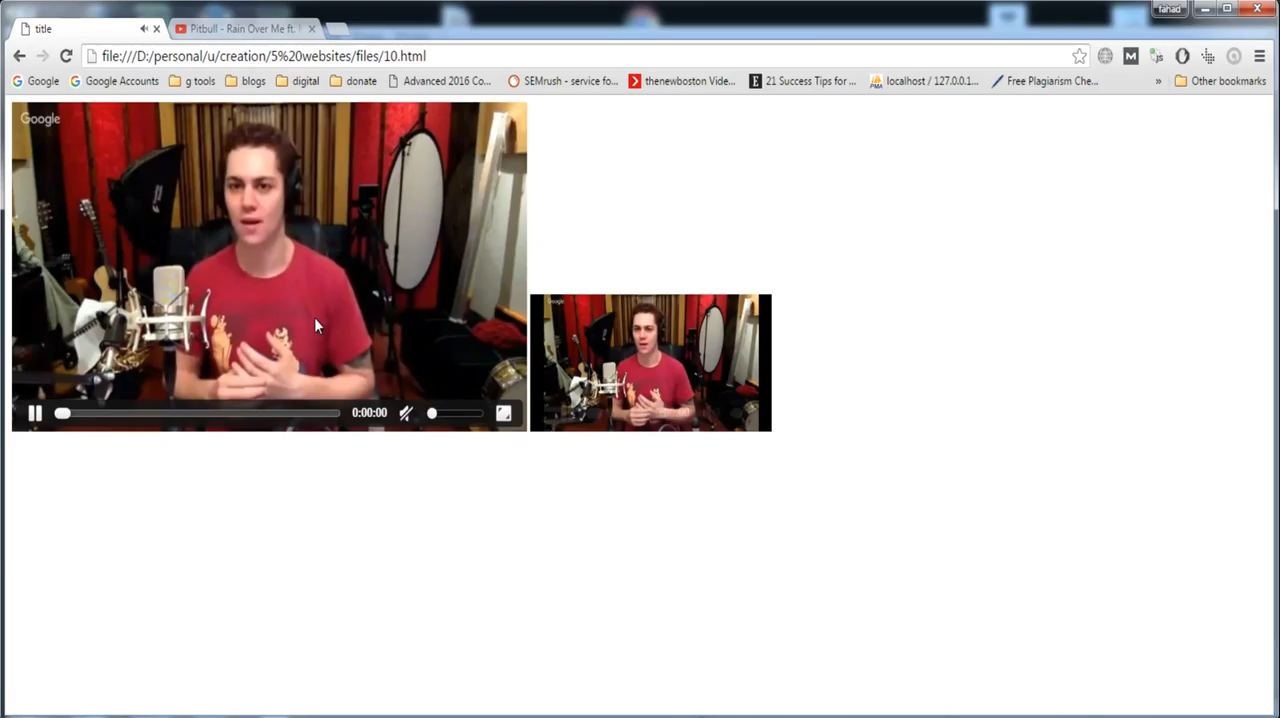 fahad
title
Pitbull - Rain Over Me ft.
file:///D:/personal/u/creation/5%20websites/files/10.html
Google Google Accounts g tools blogs digital donate Advanced 2016 Co... SEMrush - service fo... thenewboston Vide... 21 Success Tips for ... localhost / 127.0.0.1... Free Plagiarism Che... » Other bookmarks
Google
0:00:00
Google